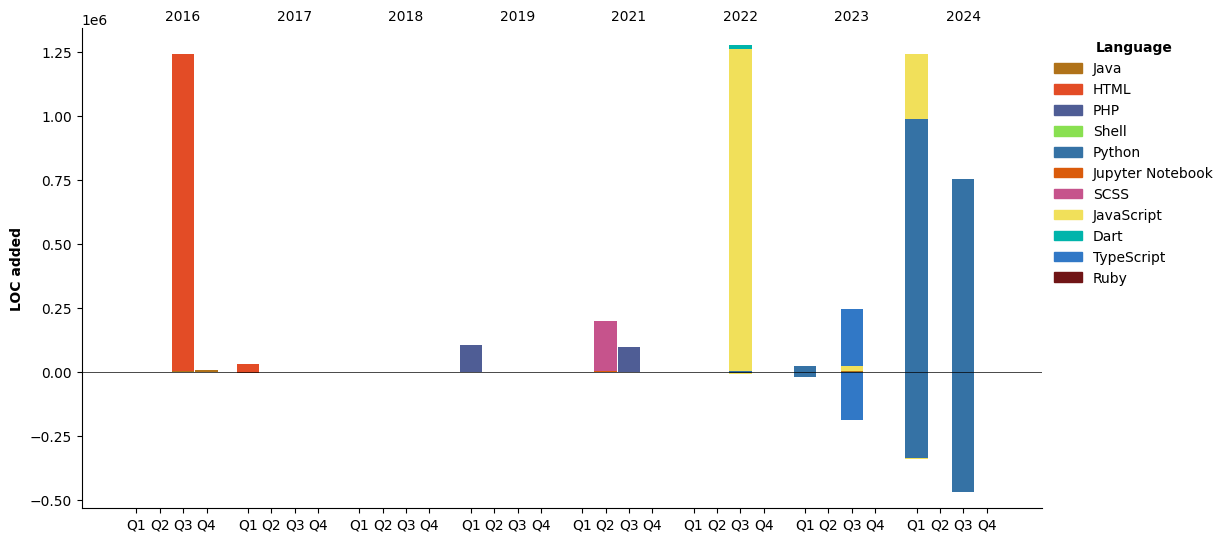 2016 2017 2018 2019 2021 2022 2023 2024
1e6
1.25
1.00
0.75
0.50
0.25
0.00
−0.25
−0.50
LOC added
Q1 Q2 Q3 Q4 Q1 Q2 Q3 Q4 Q1 Q2 Q3 Q4 Q1 Q2 Q3 Q4 Q1 Q2 Q3 Q4 Q1 Q2 Q3 Q4 Q1 Q2 Q3 Q4 Q1 Q2 Q3 Q4
Language
Java
HTML
PHP
Shell
Python
Jupyter Notebook
SCSS
JavaScript
Dart
TypeScript
Ruby